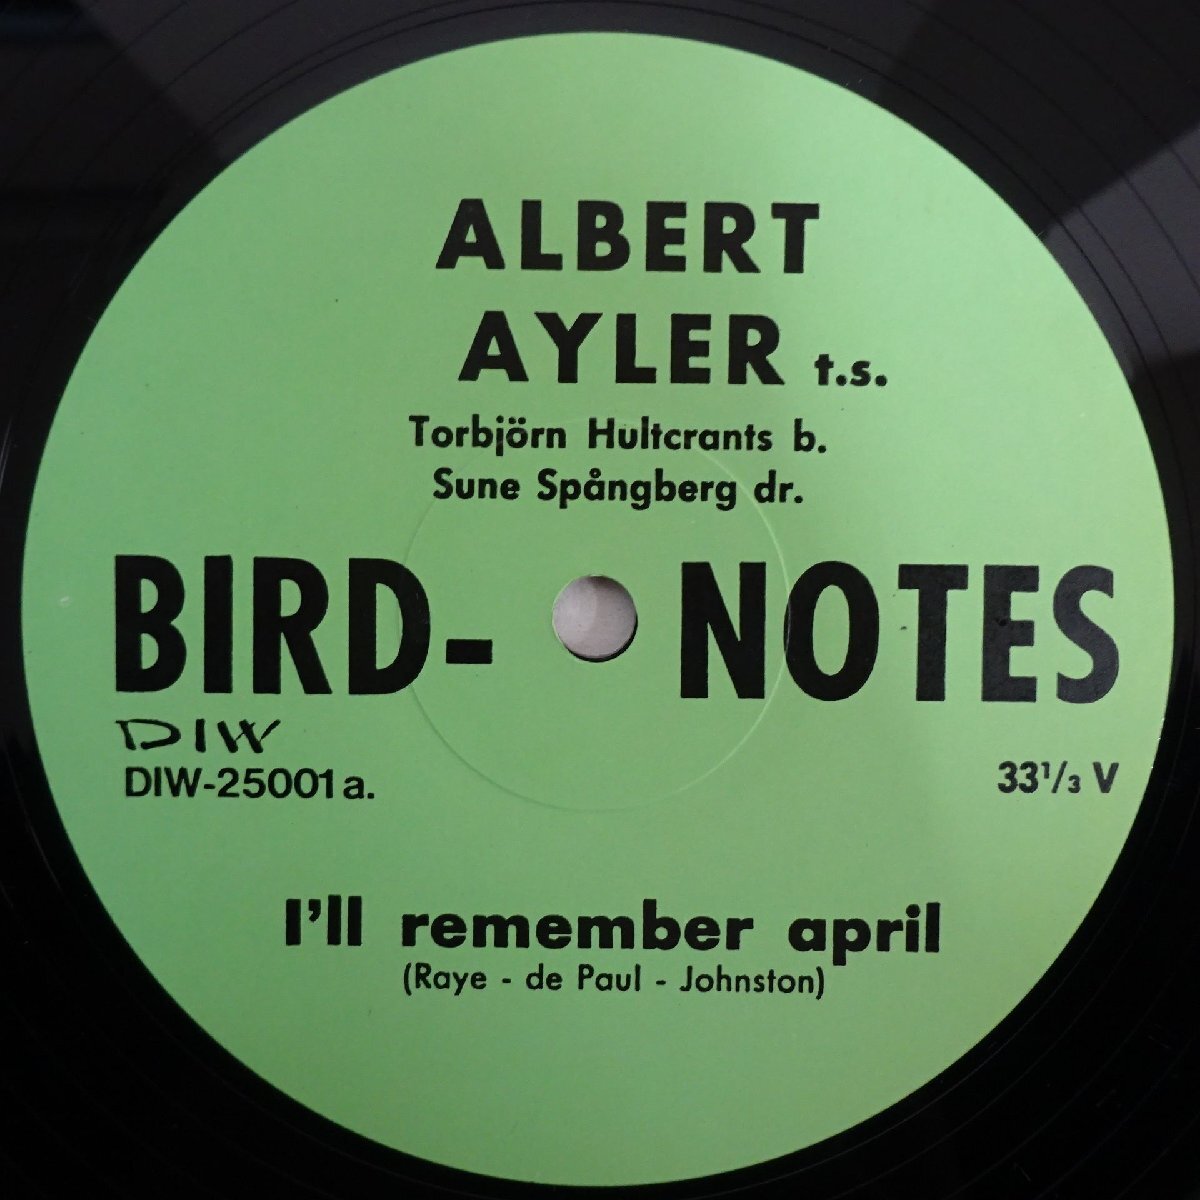 ALBERT
AYLER t.s.
Torbjörn Hultcrants b.
Sune Spångberg dr.
BIRD- NOTES
DIW
DIW-25001a.
33¹/₃ V
I'll remember april
(Raye - de Paul - Johnston)